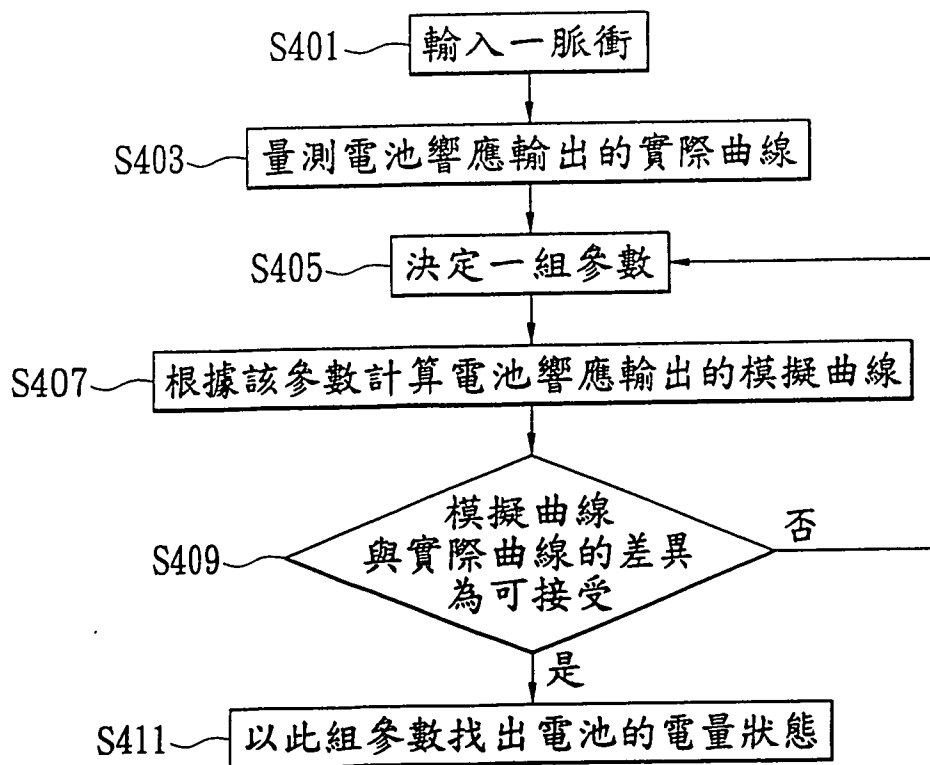 S401
輸入一脈衝
S403
量測電池響應輸出的實際曲線
S405
決定一組參數
S407
根據該參數計算電池響應輸出的模擬曲線
S409
模擬曲線
與實際曲線的差異
為可接受
否
是
S411
以此組參數找出電池的電量狀態